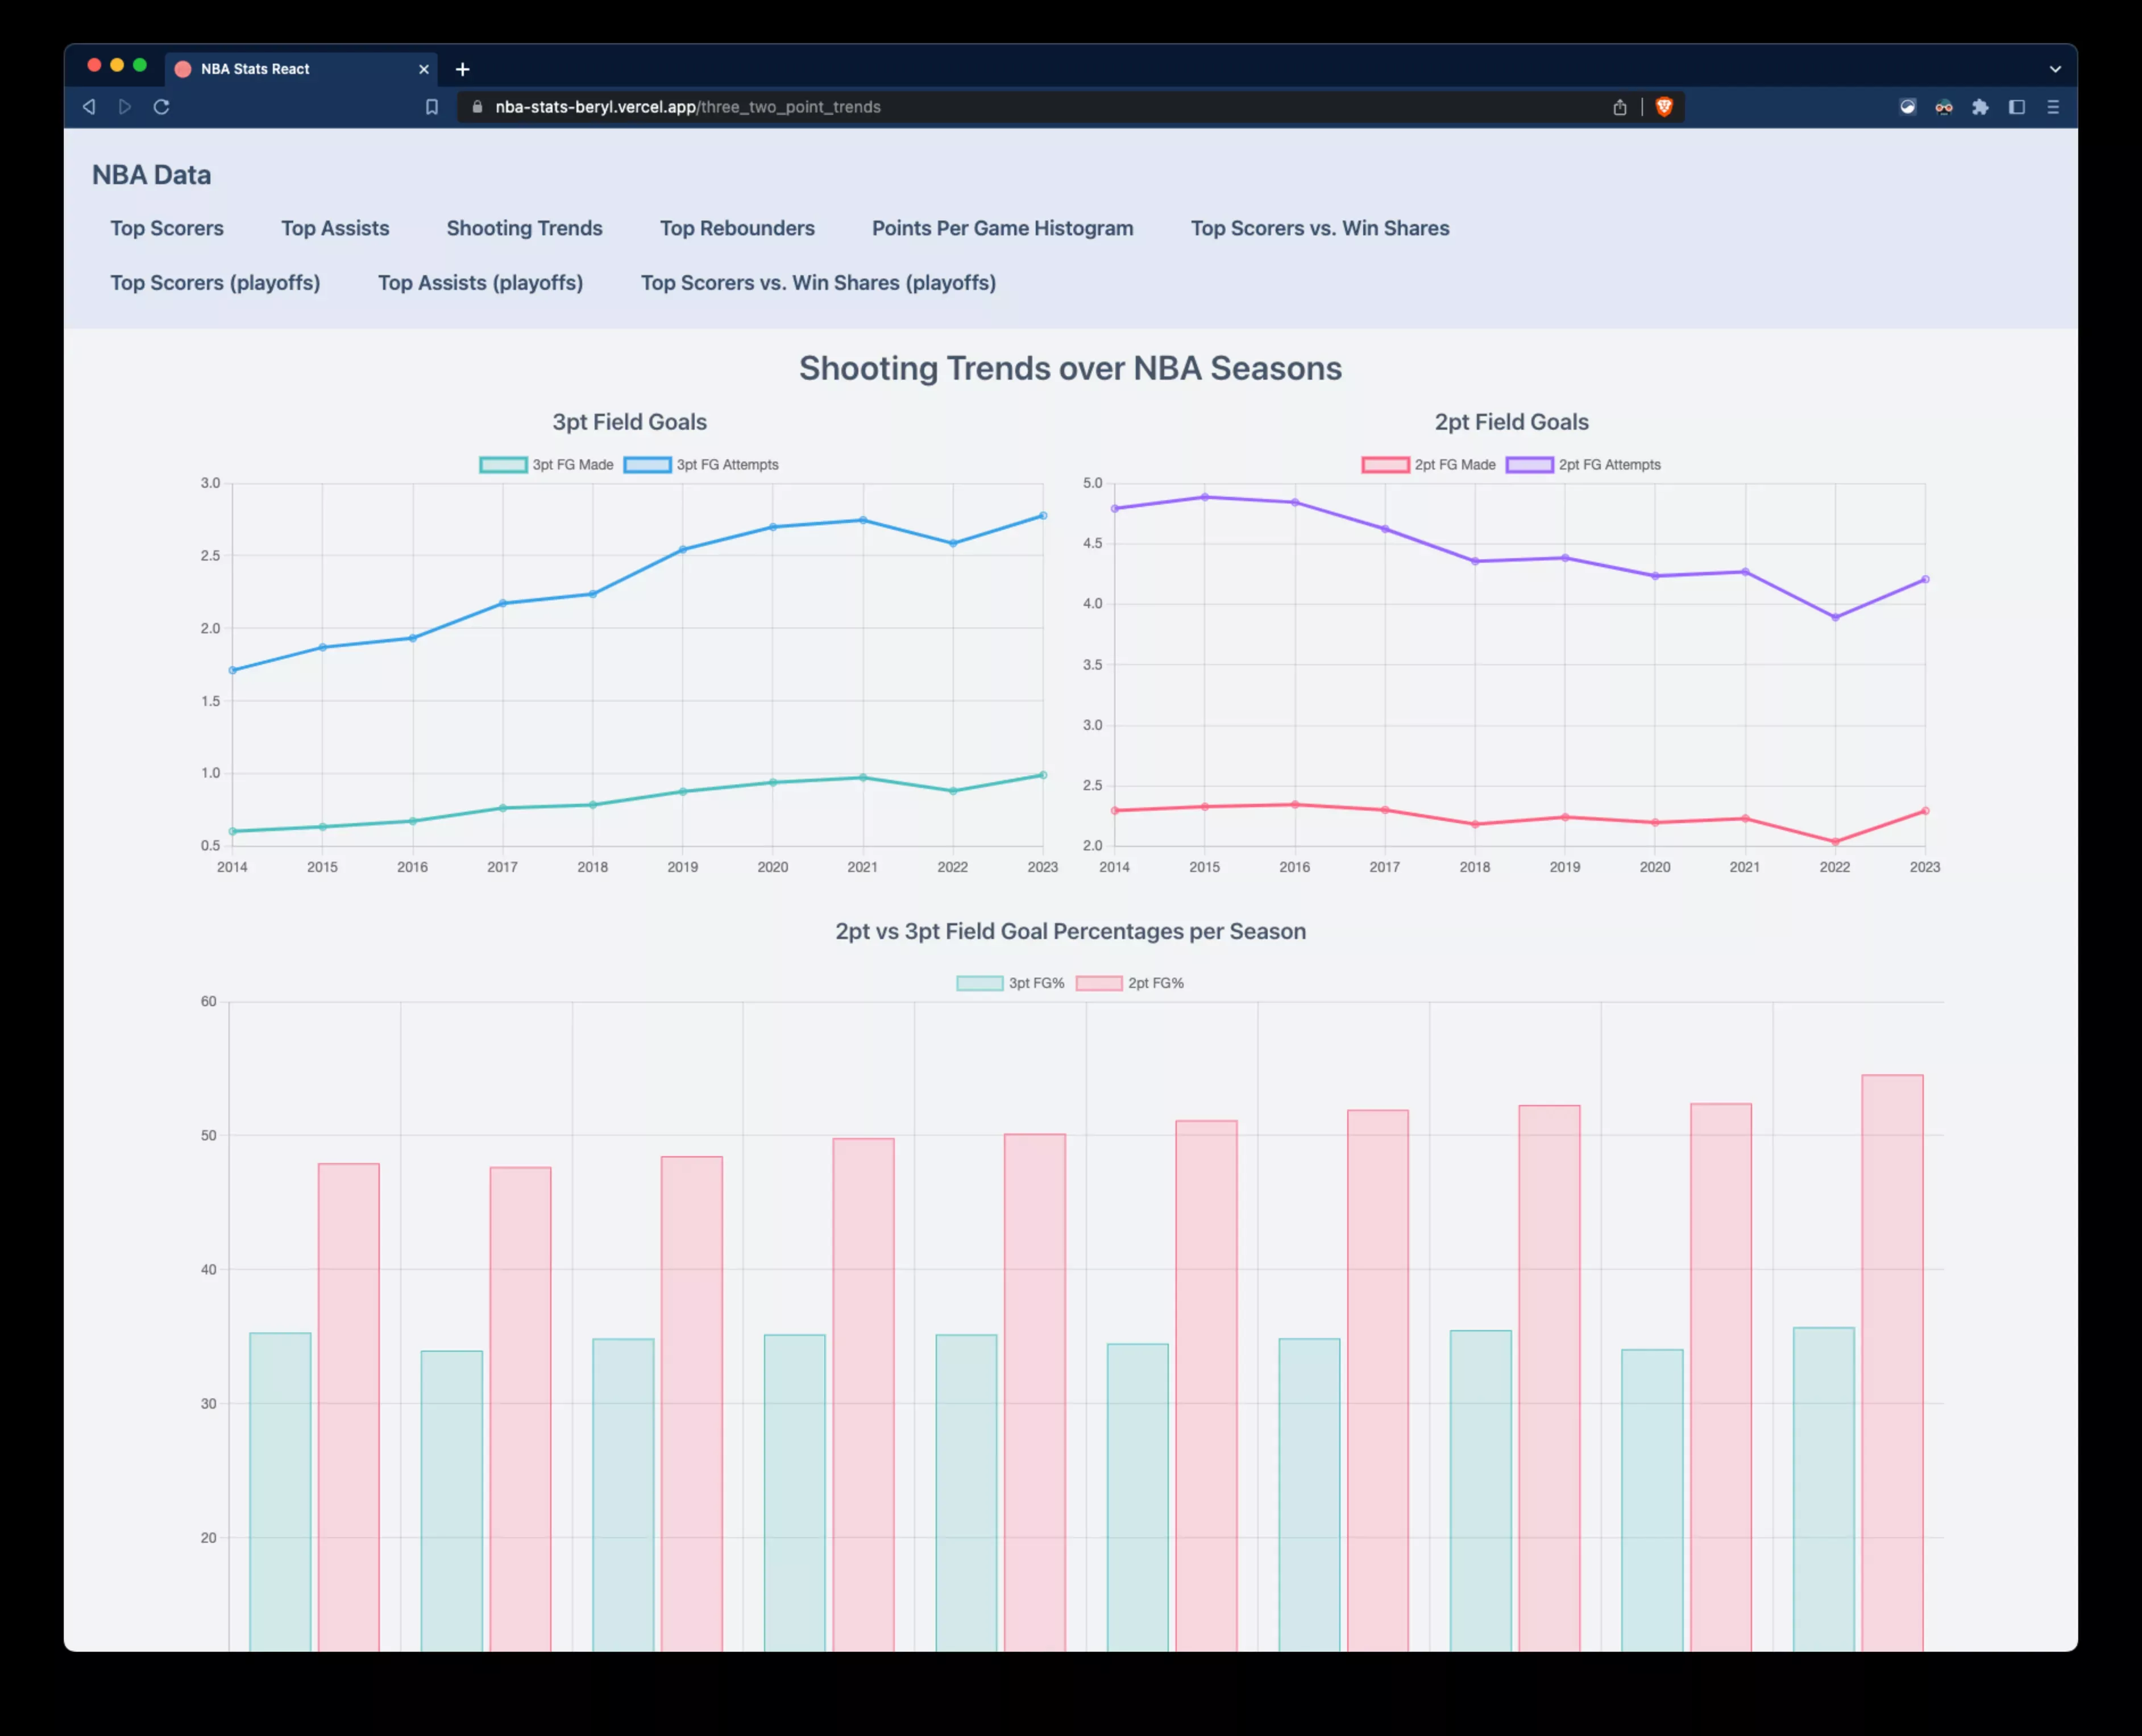 NBA Stats React
nba-stats-beryl.vercel.app/three_two_point_trends
NBA Data
Top Scorers Top Assists Shooting Trends Top Rebounders Points Per Game Histogram Top Scorers vs. Win Shares
Top Scorers (playoffs) Top Assists (playoffs) Top Scorers vs. Win Shares (playoffs)
Shooting Trends over NBA Seasons
3pt Field Goals
3pt FG Made 3pt FG Attempts
3.0
2.5
2.0
1.5
1.0
0.5
2014 2015 2016 2017 2018 2019 2020 2021 2022 2023
2pt Field Goals
2pt FG Made 2pt FG Attempts
5.0
4.5
4.0
3.5
3.0
2.5
2.0
2014 2015 2016 2017 2018 2019 2020 2021 2022 2023
2pt vs 3pt Field Goal Percentages per Season
3pt FG% 2pt FG%
60
50
40
30
20